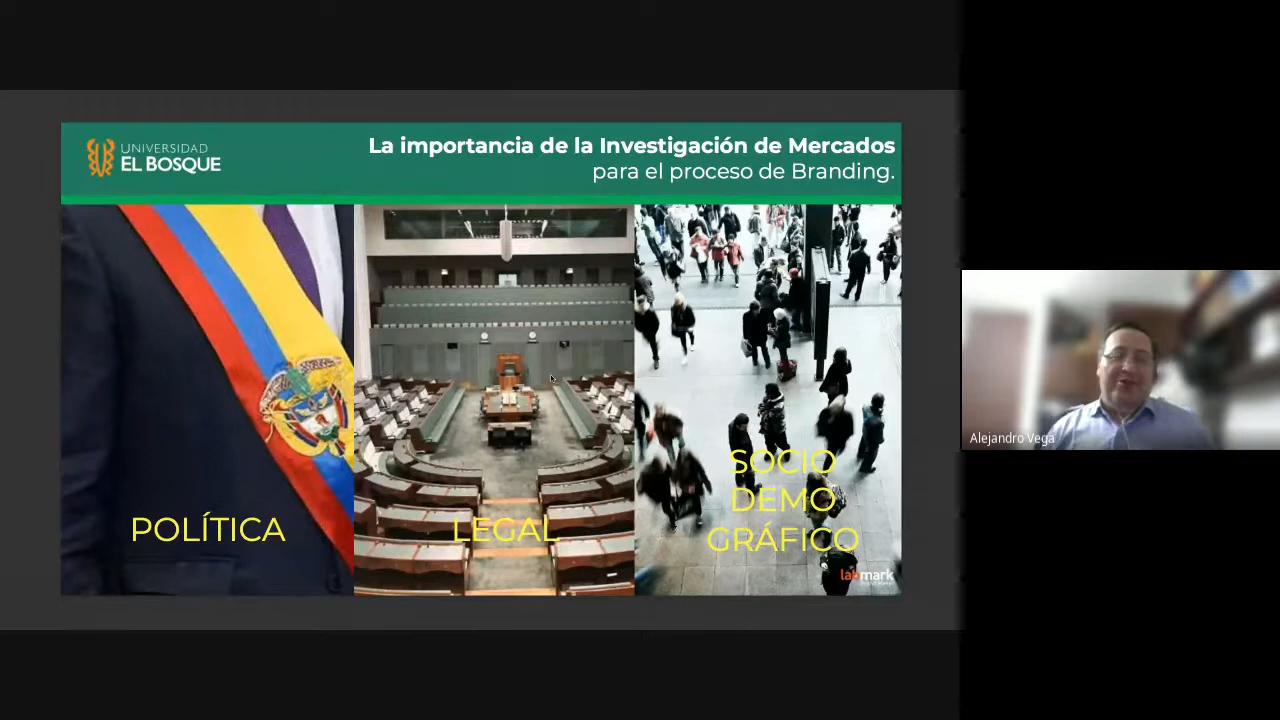 UNIVERSIDAD
EL BOSQUE
La importancia de la Investigación de Mercados
para el proceso de Branding.
POLÍTICA
LEGAL
SOCIO
DEMO
GRÁFICO
labmark
Alejandro Vega